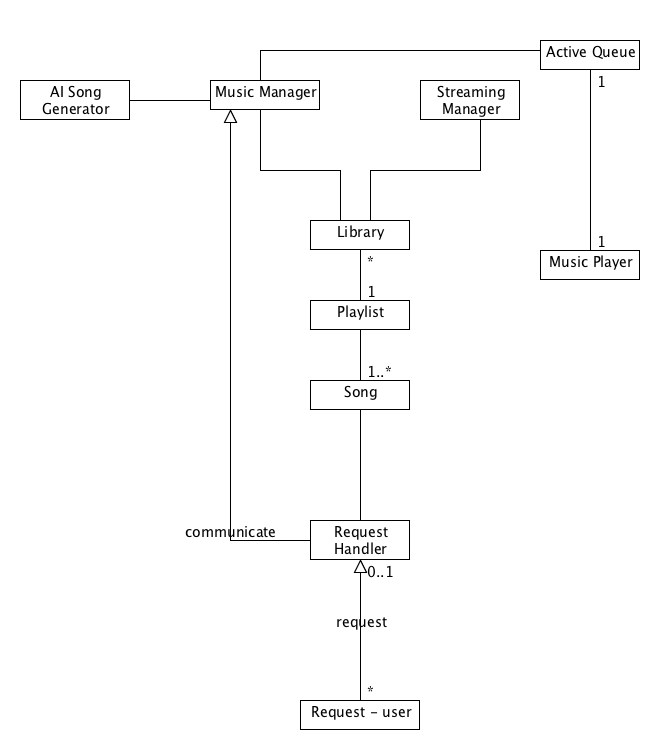 Active Queue
1
AI Song
Generator
Music Manager
Streaming
Manager
Library
1
Music Player
*
1
Playlist
1..*
Song
communicate
Request
Handler
0..1
request
*
Request – user